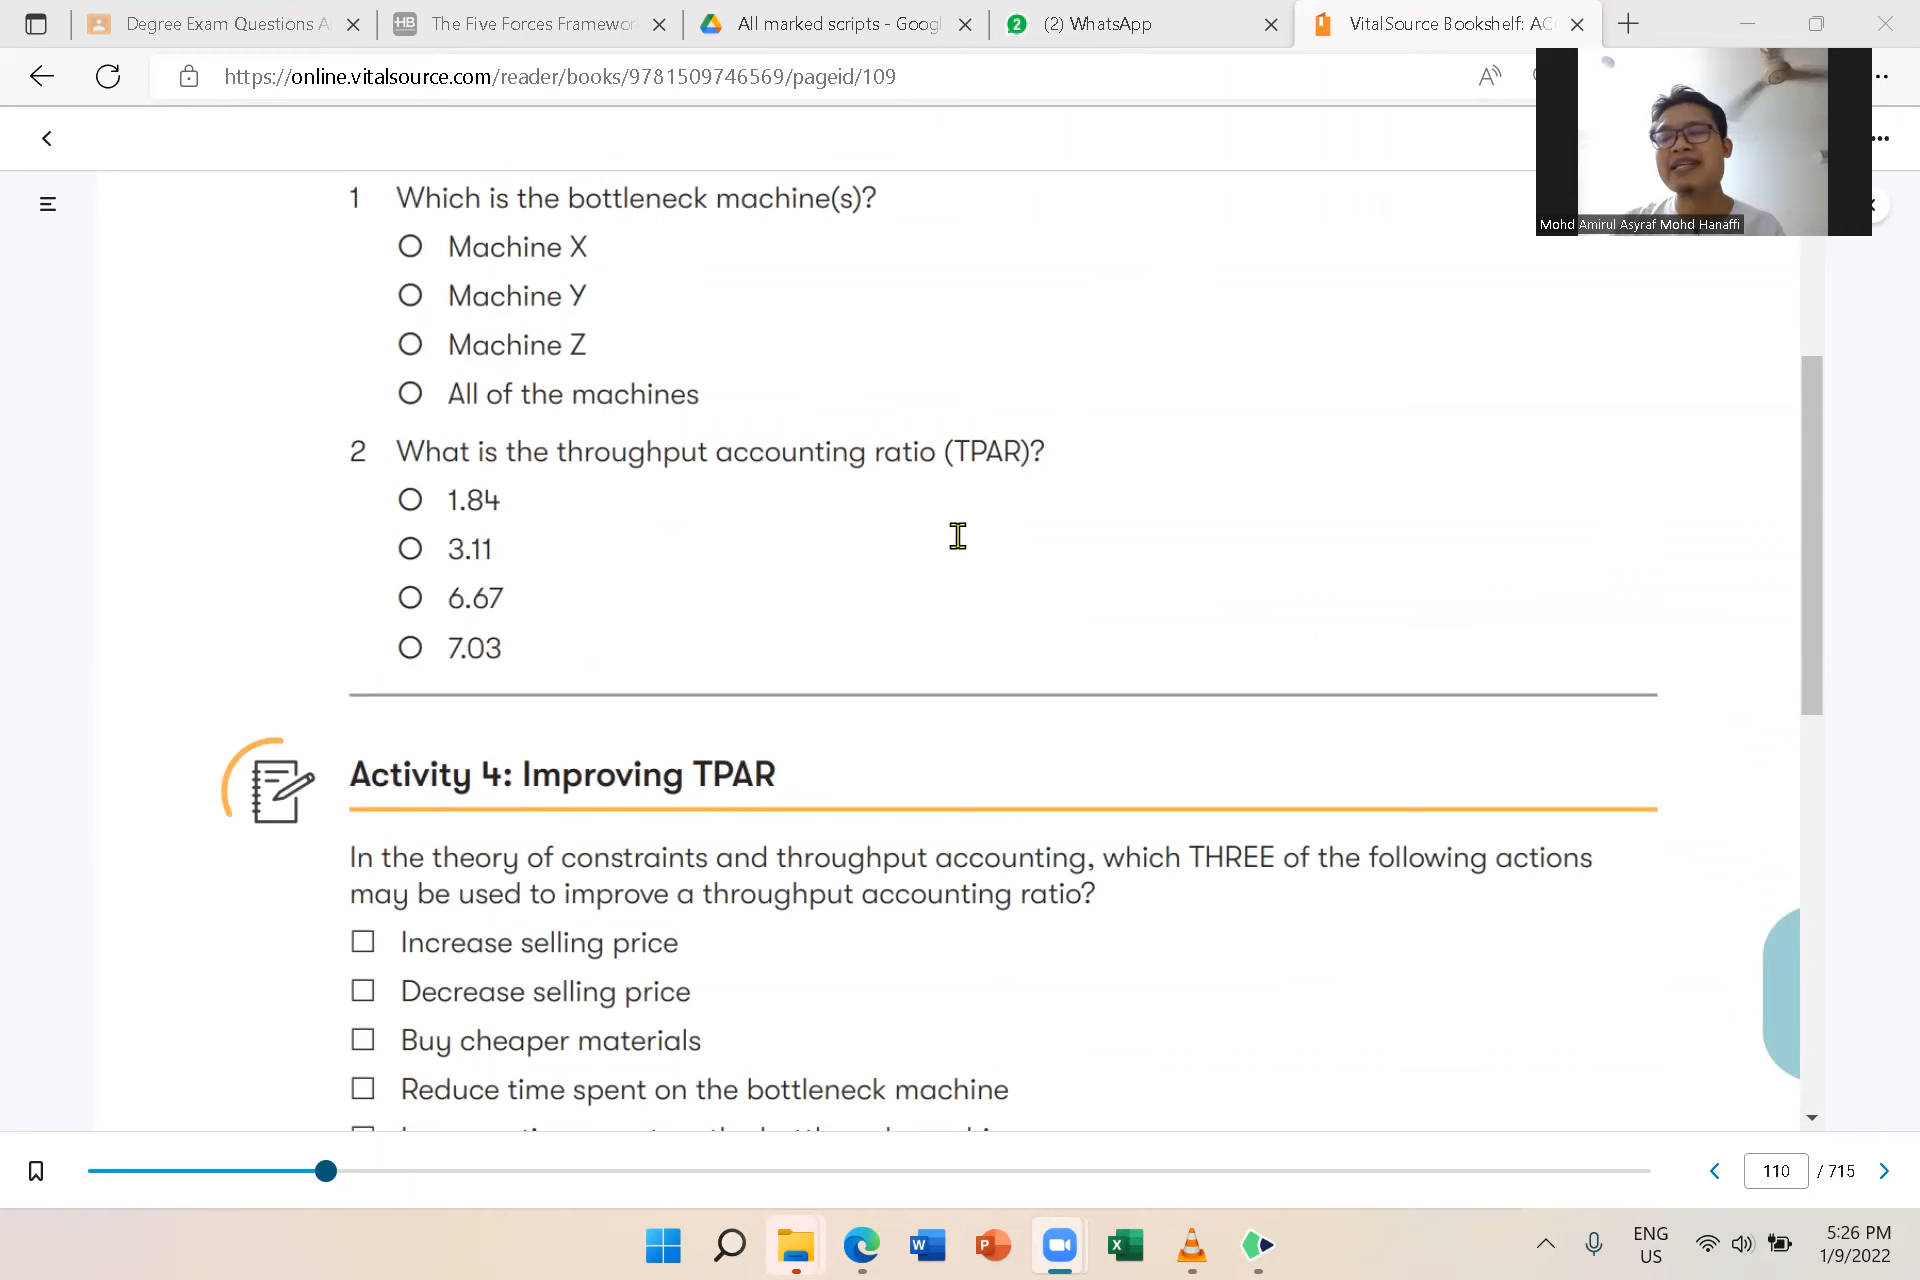 Degree Exam Questions A
HB
The Five Forces Framewor
All marked scripts - Googl
2
(2) WhatsApp
VitalSource Bookshelf: AC
https://online.vitalsource.com/reader/books/9781509746569/pageid/109
Mohd Amirul Asyraf Mohd Hanaffi
1 Which is the bottleneck machine(s)?
Machine X
Machine Y
Machine Z
All of the machines
2 What is the throughput accounting ratio (TPAR)?
1.84
3.11
6.67
7.03
Activity 4: Improving TPAR
In the theory of constraints and throughput accounting, which THREE of the following actions
may be used to improve a throughput accounting ratio?
Increase selling price
Decrease selling price
Buy cheaper materials
Reduce time spent on the bottleneck machine
110 / 715
ENG
US
5:26 PM
1/9/2022